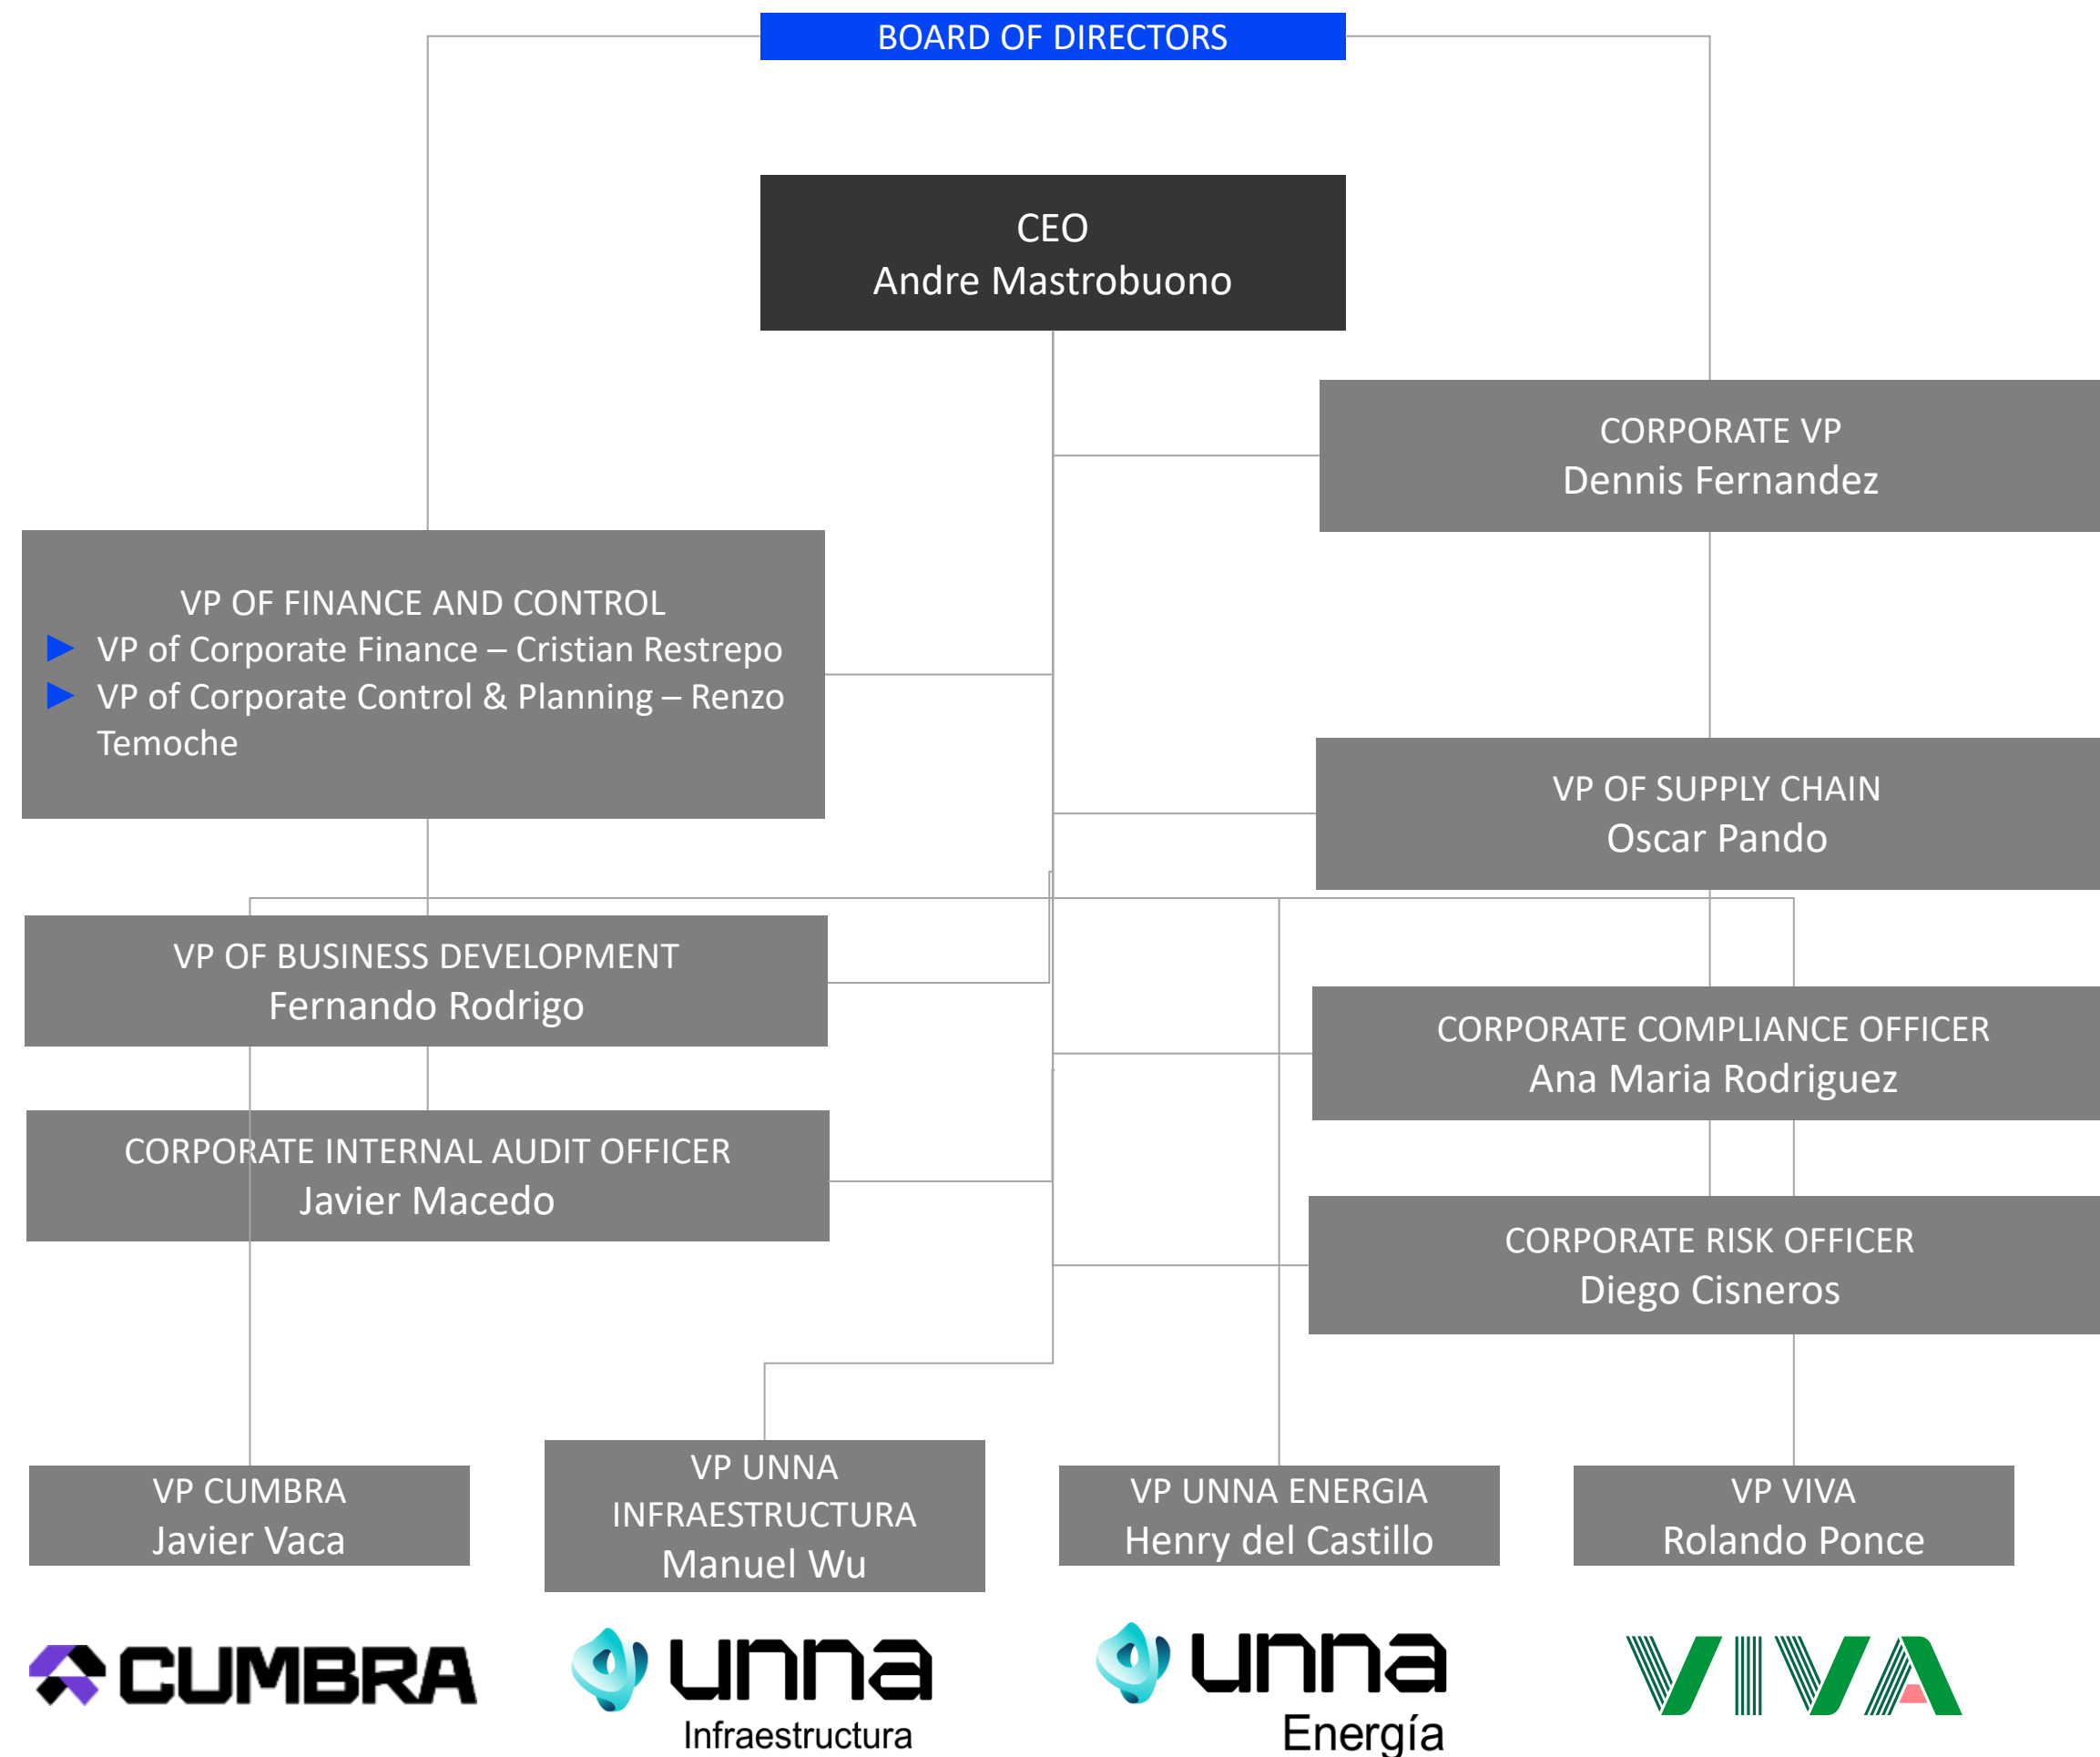 BOARD OF DIRECTORS
CEO
Andre Mastrobuono
CORPORATE VP
Dennis Fernandez
VP OF FINANCE AND CONTROL
VP of Corporate Finance – Cristian Restrepo
VP of Corporate Control & Planning – Renzo
Temoche
VP OF SUPPLY CHAIN
Oscar Pando
VP OF BUSINESS DEVELOPMENT
Fernando Rodrigo
CORPORATE COMPLIANCE OFFICER
Ana Maria Rodriguez
CORPORATE INTERNAL AUDIT OFFICER
Javier Macedo
CORPORATE RISK OFFICER
Diego Cisneros
VP CUMBRA
Javier Vaca
VP UNNA
INFRAESTRUCTURA
Manuel Wu
VP UNNA ENERGIA
Henry del Castillo
VP VIVA
Rolando Ponce
CUMBRA
unna
Infraestructura
unna
Energía
VIVA